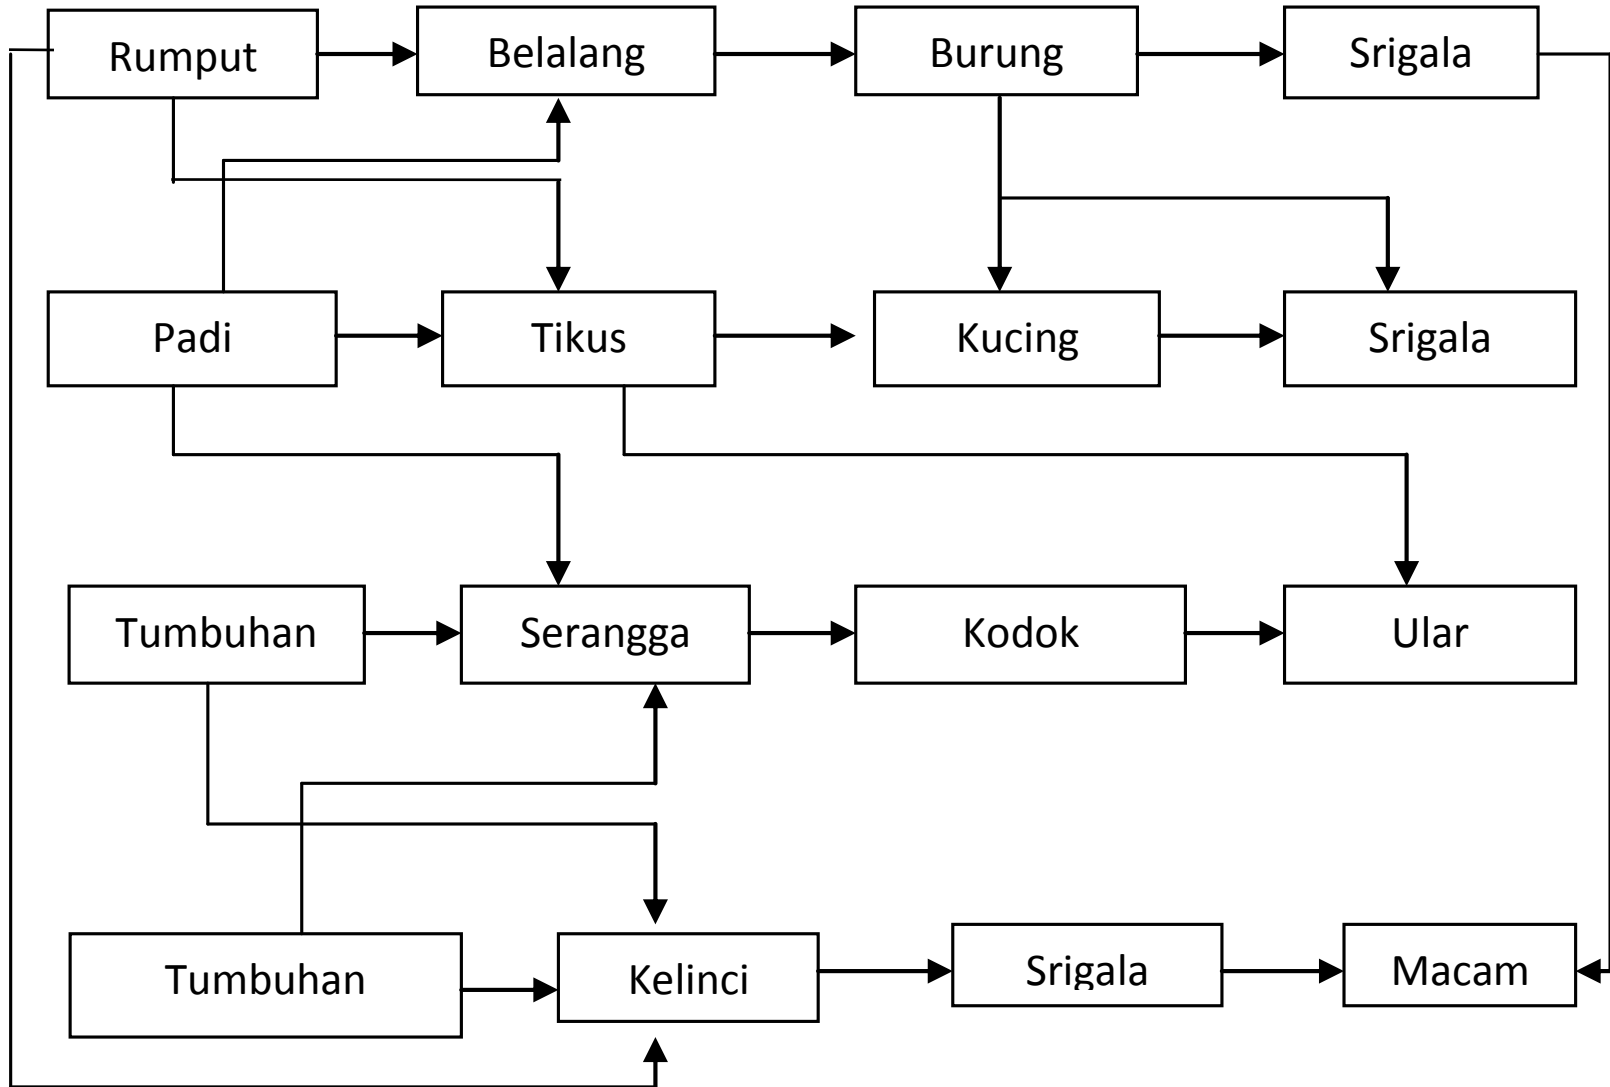 Rumput
Belalang
Burung
Srigala
Padi
Tikus
Kucing
Srigala
Tumbuhan
Serangga
Kodok
Ular
Tumbuhan
Kelinci
Srigala
Macam